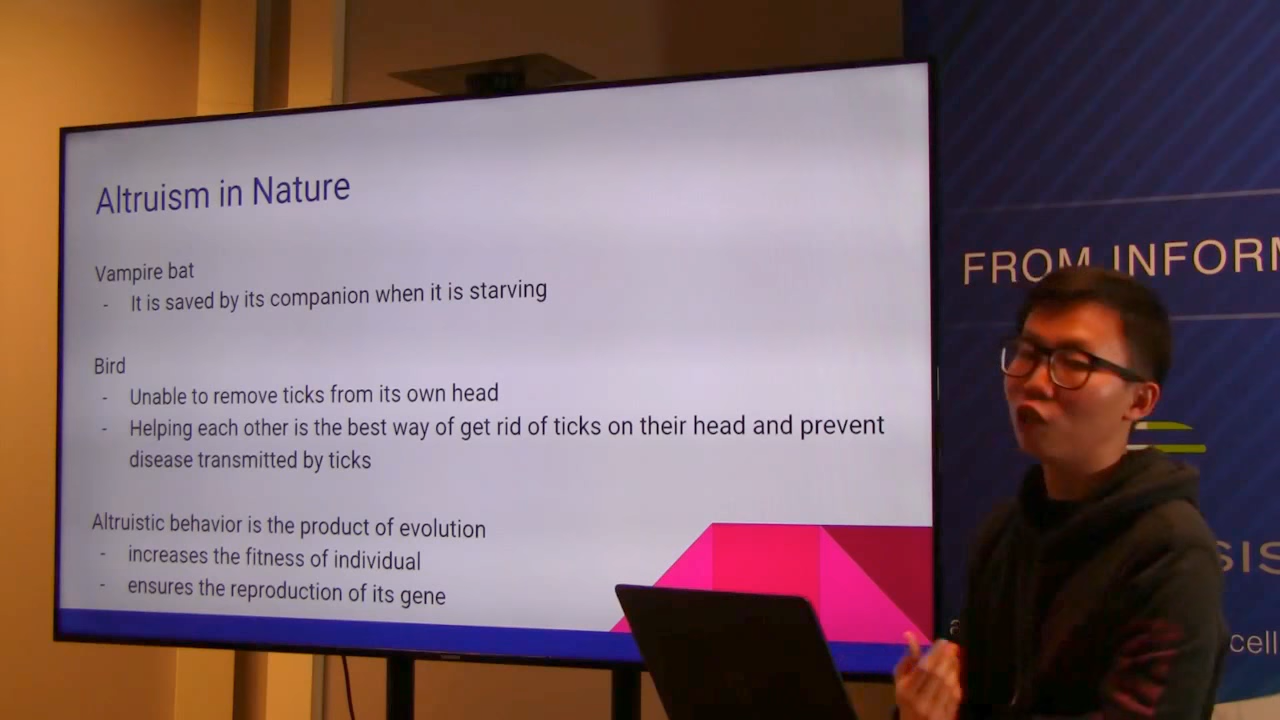 Altruism in Nature
Vampire bat
- It is saved by its companion when it is starving
Bird
- Unable to remove ticks from its own head
- Helping each other is the best way of get rid of ticks on their head and prevent
disease transmitted by ticks
Altruistic behavior is the product of evolution
- increases the fitness of individual
- ensures the reproduction of its gene
FROM INFORM
SIS
cell